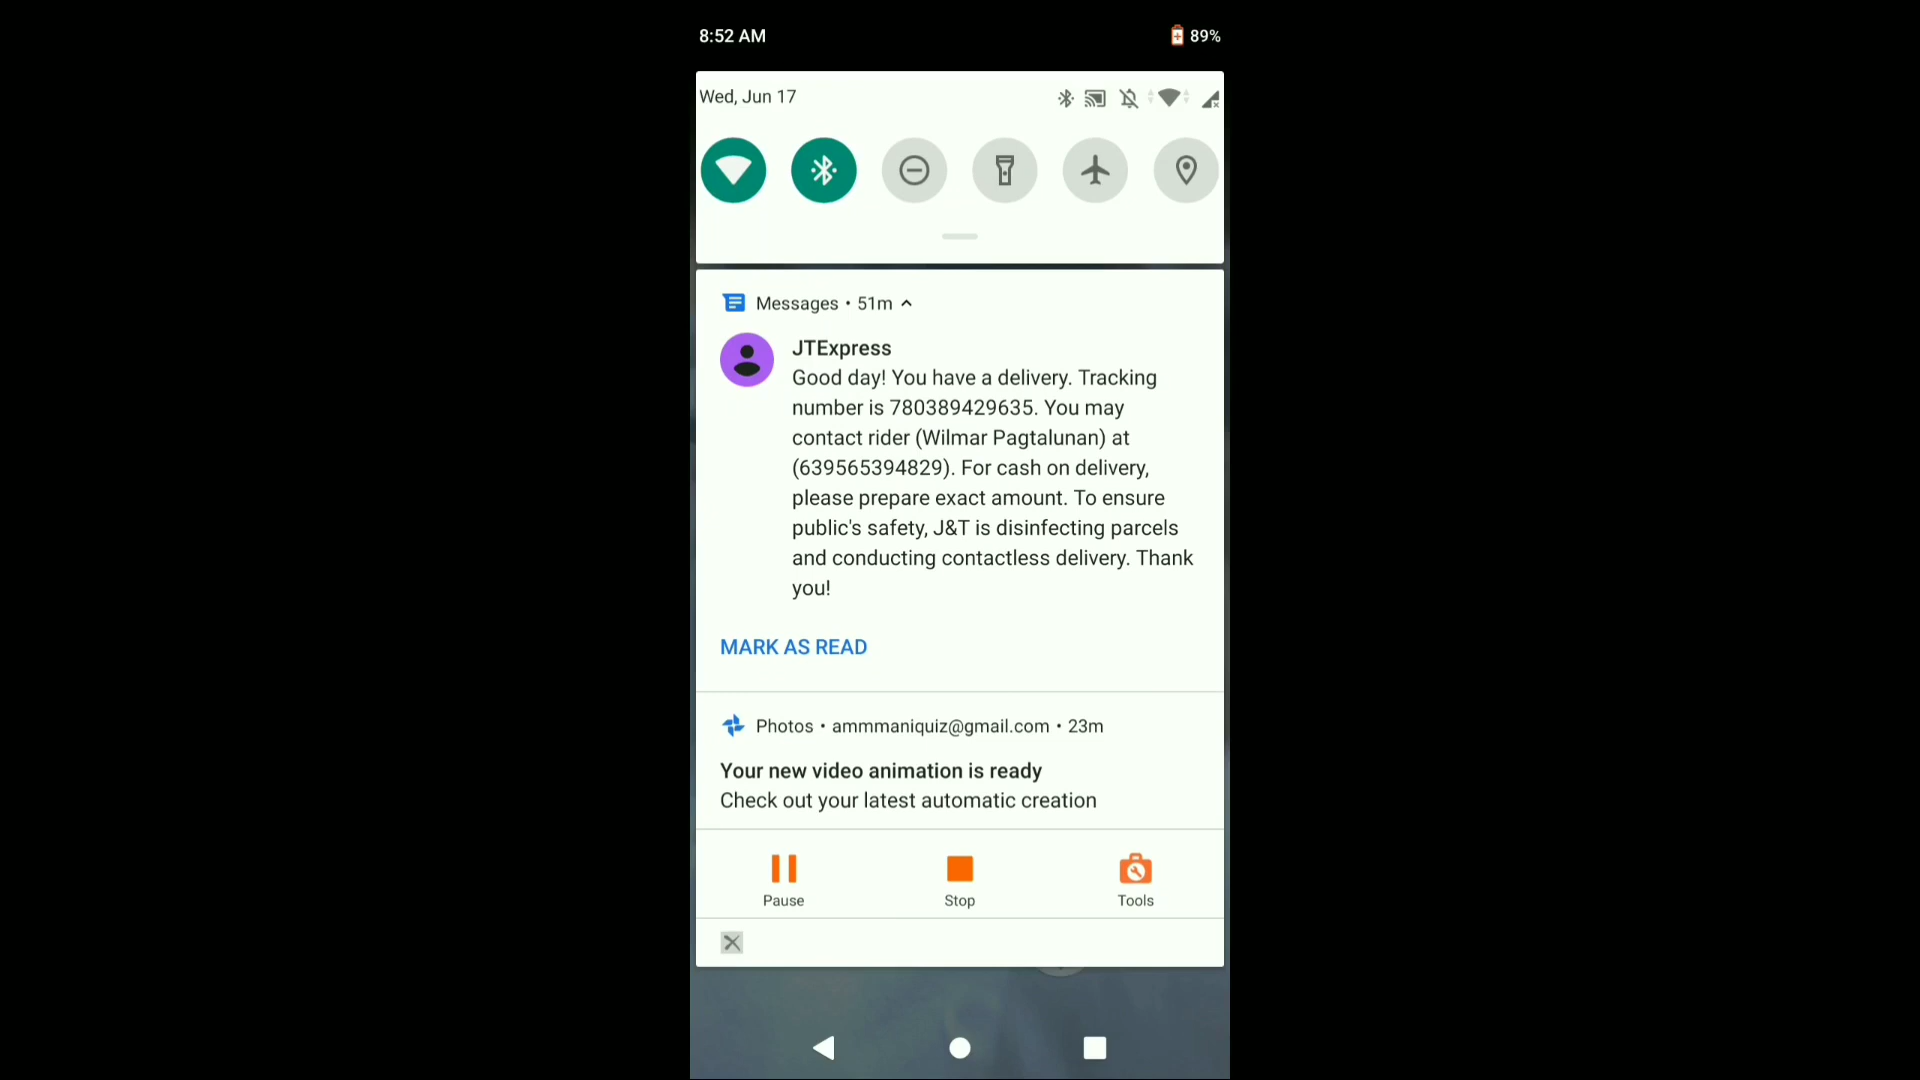 8:52 AM
89%
Wed, Jun 17
Messages • 51m
JTExpress
Good day! You have a delivery. Tracking
number is 780389429635. You may
contact rider (Wilmar Pagtalunan) at
(639565394829). For cash on delivery,
please prepare exact amount. To ensure
public's safety, J&T is disinfecting parcels
and conducting contactless delivery. Thank
you!
MARK AS READ
Photos • ammmaniquiz@gmail.com • 23m
Your new video animation is ready
Check out your latest automatic creation
Pause
Stop
Tools